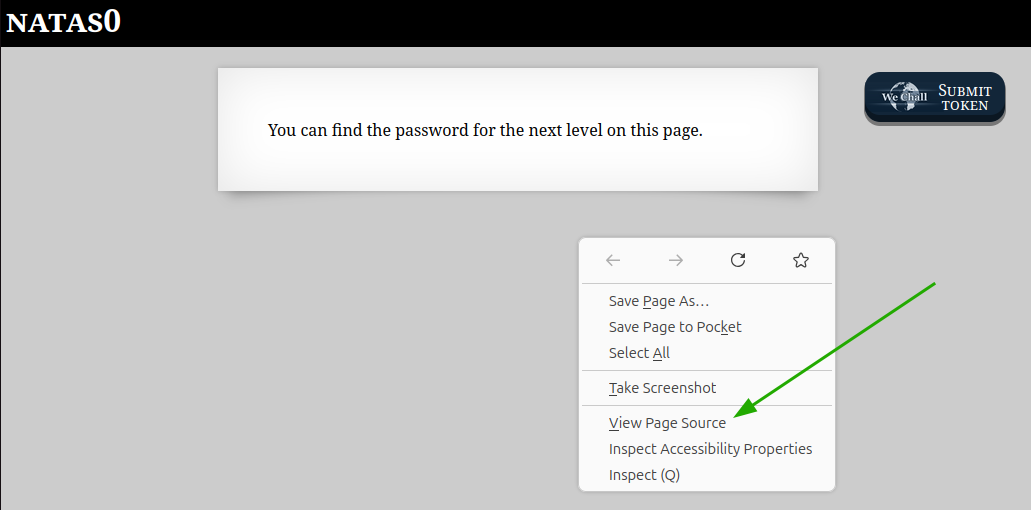 NATAS0
You can find the password for the next level on this page.
We Chall
SUBMIT
TOKEN
Save Page As…
Save Page to Pocket
Select All
Take Screenshot
View Page Source
Inspect Accessibility Properties
Inspect (Q)